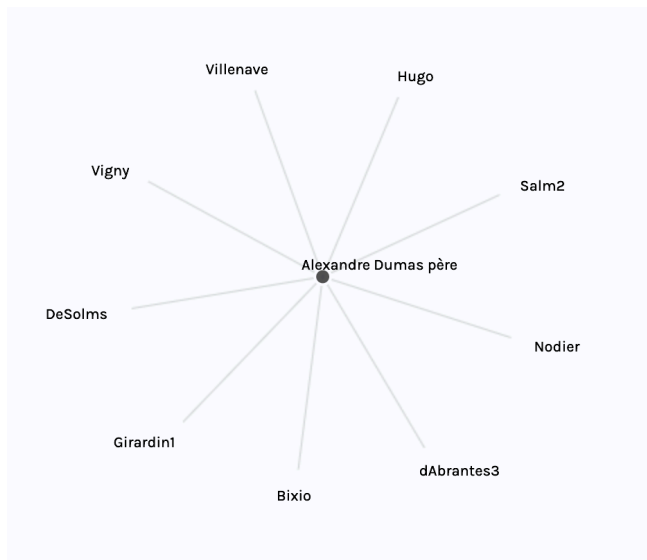 Villenave
Hugo
Vigny
Salm2
Alexandre Dumas père
DeSolms
Nodier
Girardin1
dAbrantes3
Bixio